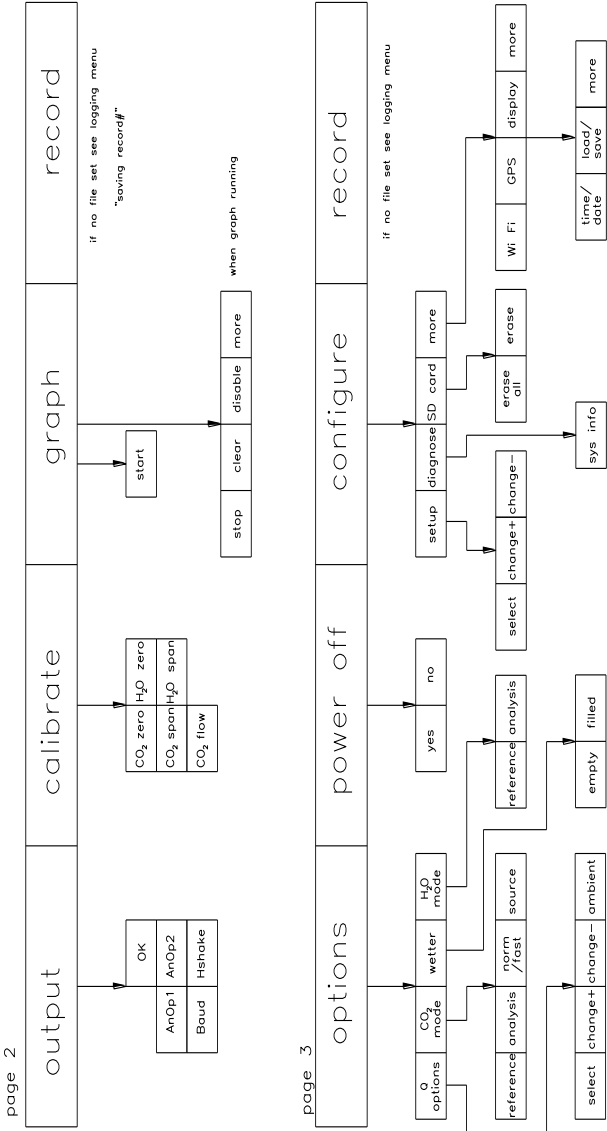 page 2
output calibrate graph record
if no file set see logging menu
"saving record#"
OK
AnOp1 AnOp2
Baud Hshake
CO₂ zero H₂O zero
CO₂ span H₂O span
CO₂ flow
start
stop clear disable more
when graph running
page 3
options power off configure record
if no file set see logging menu
Q options
CO₂ mode
wetter
H₂O mode
yes no
setup diagnose SD card more
reference analysis norm /fast source
reference analysis
select change+ change-
erase all
erase
Wi Fi GPS display more
select change+ change- ambient
empty filled
sys info
time/ date
load/ save
more